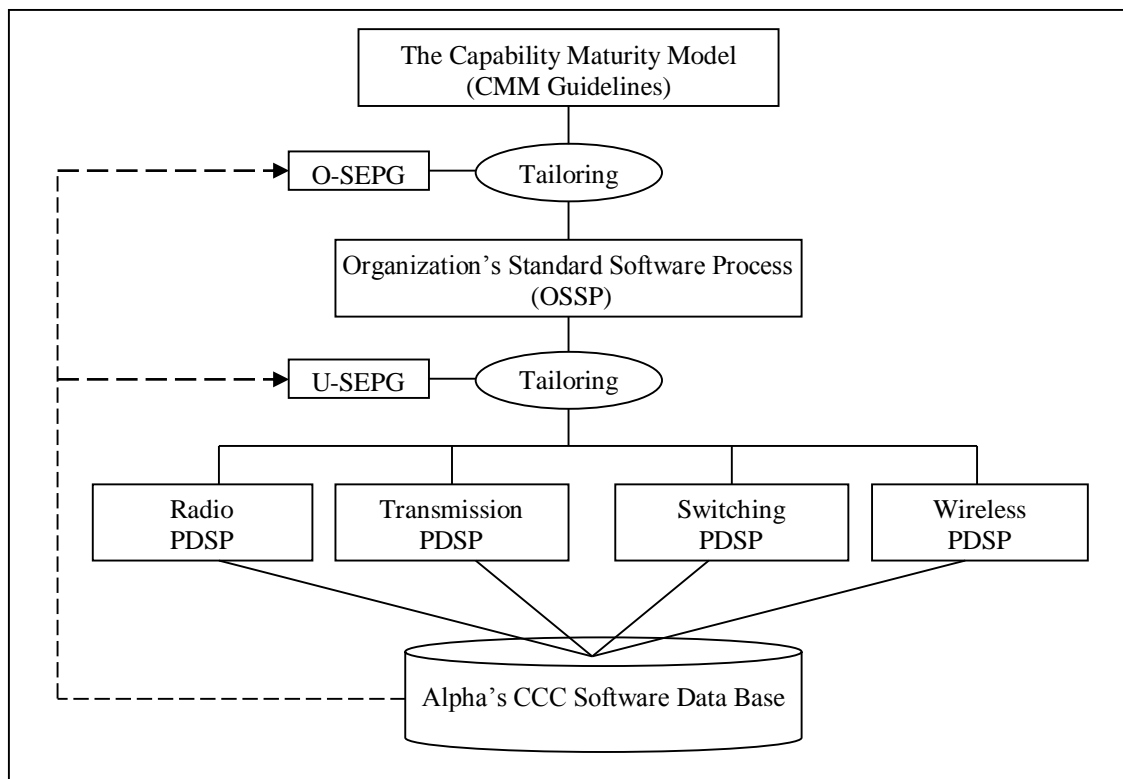 The Capability Maturity Model
(CMM Guidelines)
O-SEPG
Tailoring
Organization's Standard Software Process
(OSSP)
U-SEPG
Tailoring
Radio
PDSP
Transmission
PDSP
Switching
PDSP
Wireless
PDSP
Alpha's CCC Software Data Base